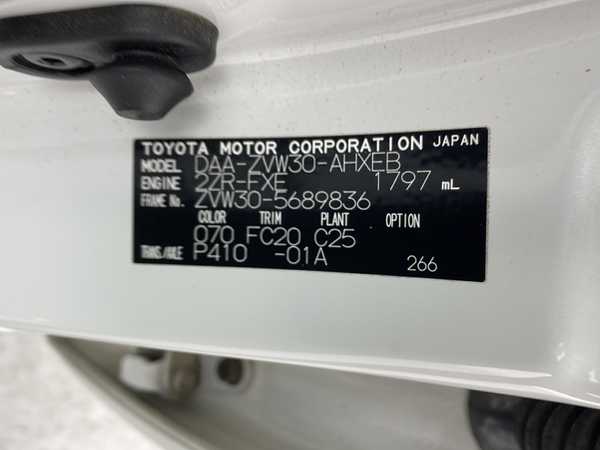 TOYOTA MOTOR CORPORATION JAPAN
MODEL DAA-ZVW30-AHXEB
ENGINE 2ZR-FXE 1797 mL
FRAME No. ZVW30-5689836
COLOR TRIM PLANT OPTION
070 FC20 C25
TRANS/AXLE P410 -01A
266